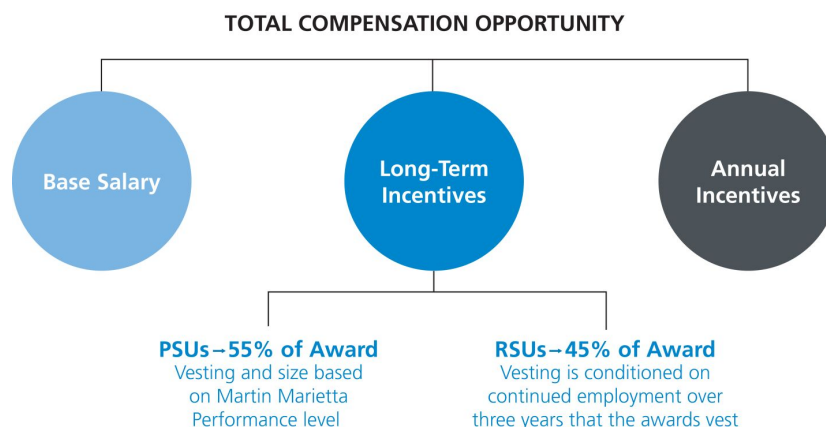 TOTAL COMPENSATION OPPORTUNITY
Base Salary
Long-Term
Incentives
Annual
Incentives
PSUs→55% of Award
Vesting and size based
on Martin Marietta
Performance level
RSUs→45% of Award
Vesting is conditioned on
continued employment over
three years that the awards vest